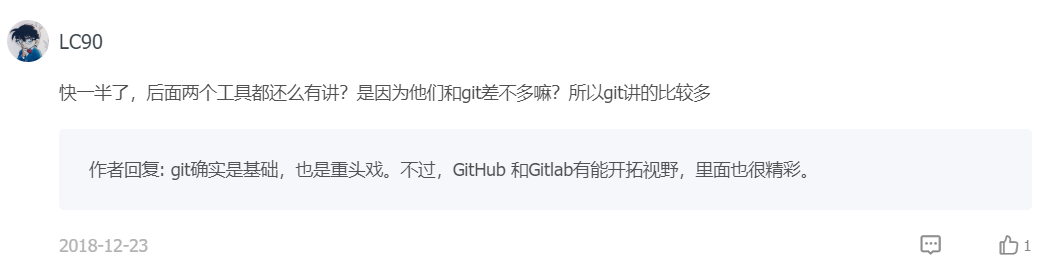 LC90
快一半了，后面两个工具都还么有讲？是因为他们和git差不多嘛？所以git讲的比较多
作者回复: git确实是基础，也是重头戏。不过，GitHub 和Gitlab有能开拓视野，里面也很精彩。
2018-12-23
1